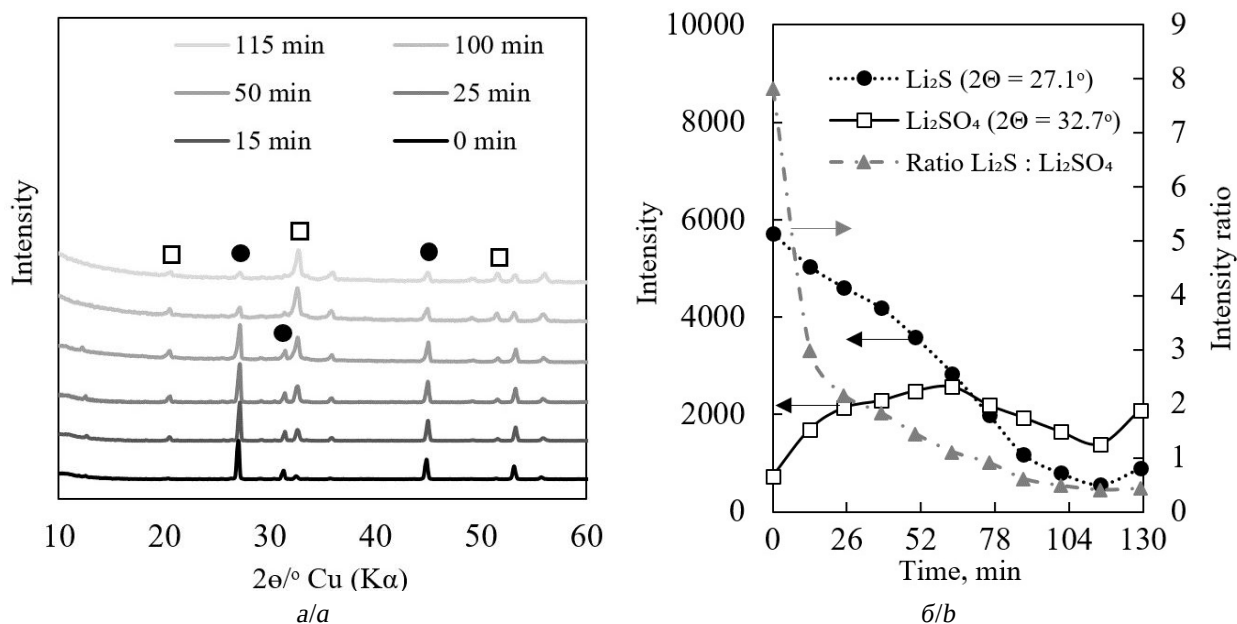 Intensity
115 min
100 min
50 min
25 min
15 min
0 min
10 20 30 40 50 60
2ɵ/° Cu (Kα)
а/a
Intensity
10000
8000
6000
4000
2000
0
Li₂S (2Θ = 27.1°)
Li₂SO₄ (2Θ = 32.7°)
Ratio Li₂S : Li₂SO₄
9
8
7
6
5
4
3
2
1
0
Intensity ratio
0 26 52 78 104 130
Time, min
б/b